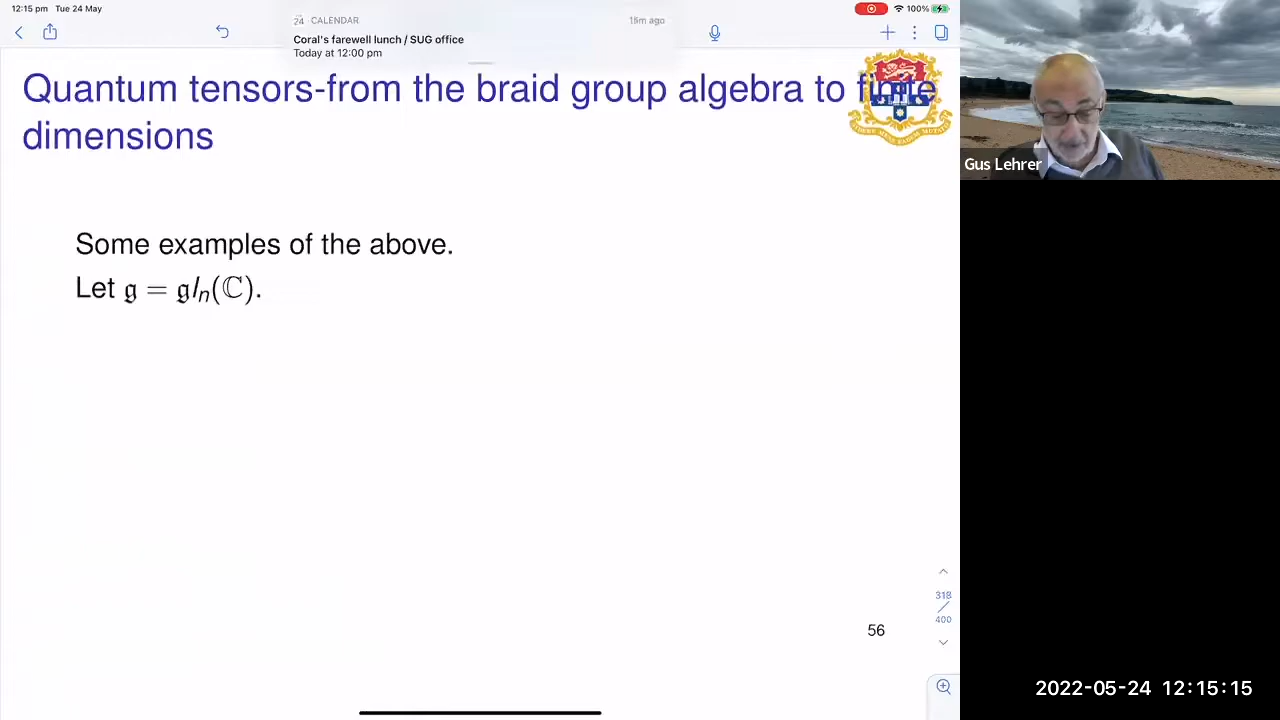 12:15 pm Tue 24 May
100%
24 CALENDAR
15m ago
Coral's farewell lunch / SUG office
Today at 12:00 pm
Quantum tensors-from the braid group algebra to finite
dimensions
Gus Lehrer
Some examples of the above.
Let 𝔤 = 𝔤lₙ(ℂ).
318
/
400
56
2022-05-24 12:15:15